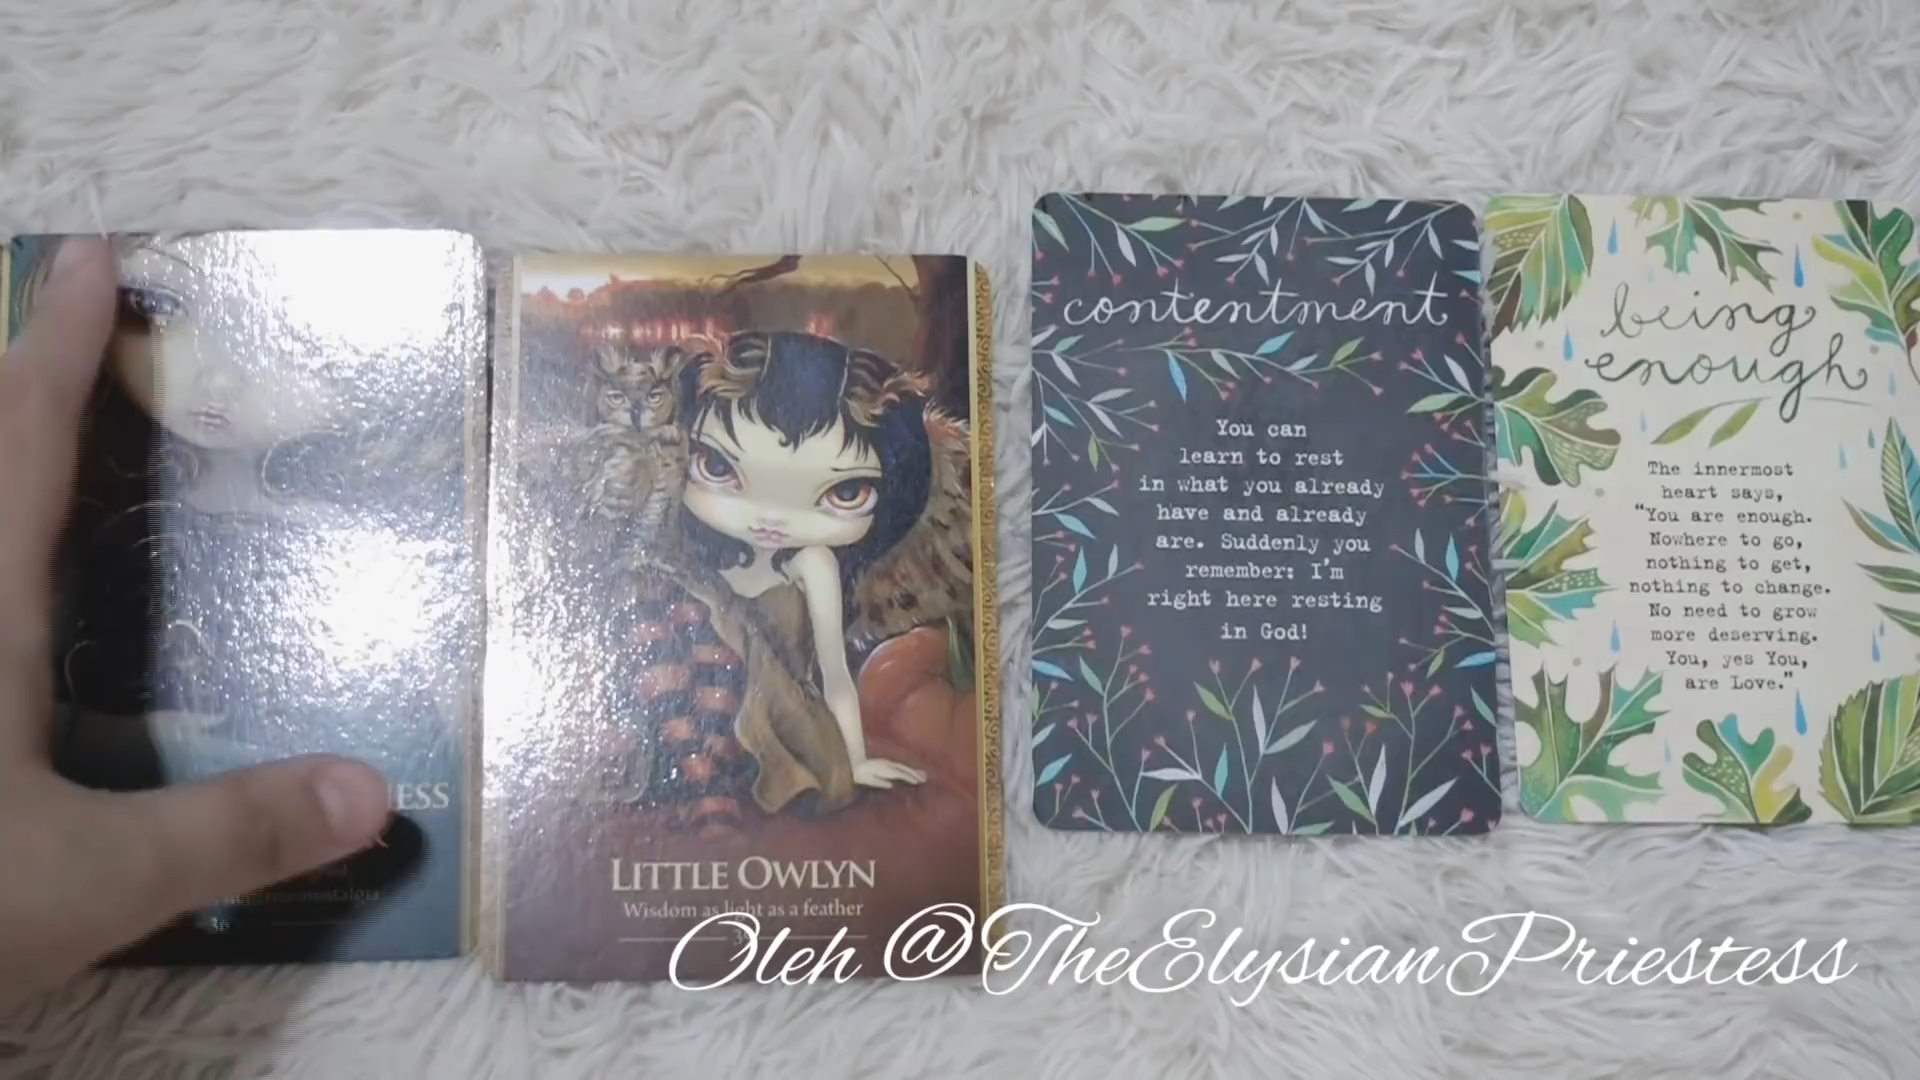 NESS
nostalgia
LITTLE OWLYN
Wisdom as light as a feather
contentment
You can
learn to rest
in what you already
have and already
are. Suddenly you
remember: I'm
right here resting
in God!
being
enough
The innermost
heart says,
"You are enough.
Nowhere to go,
nothing to get,
nothing to change.
No need to grow
more deserving.
You, yes You,
are Love."
Oleh @TheElysianPriestess